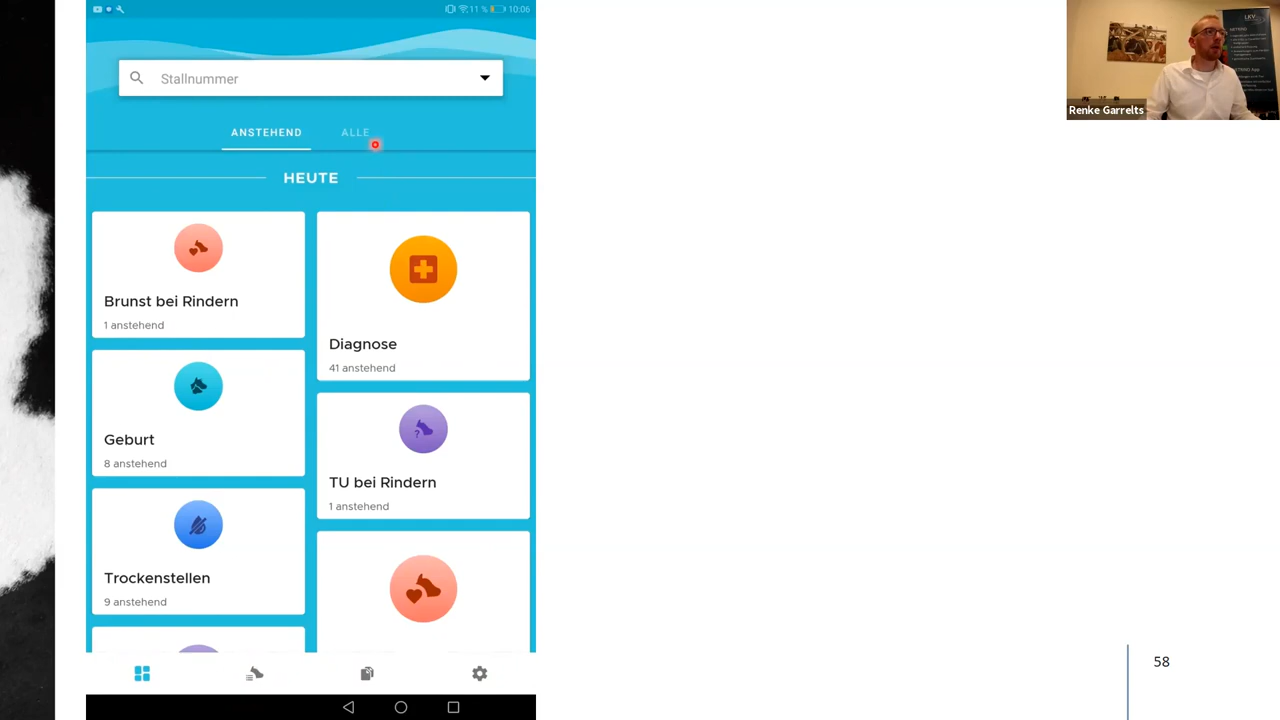 11 % 10:06
Stallnummer
ANSTEHEND ALLE
HEUTE
Brunst bei Rindern
1 anstehend
Diagnose
41 anstehend
Geburt
8 anstehend
TU bei Rindern
1 anstehend
Trockenstellen
9 anstehend
LKV
Renke Garrelts
58